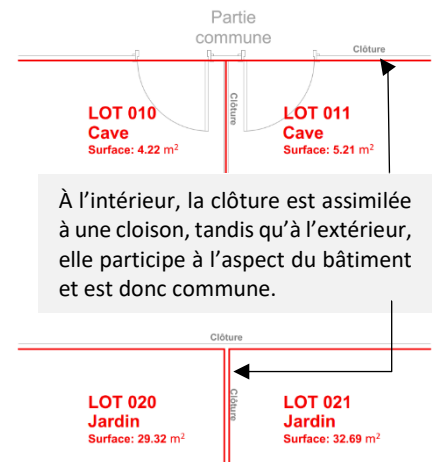 Partie
commune
Clôture
LOT 010
Cave
Surface: 4.22 m²
Clôture
LOT 011
Cave
Surface: 5.21 m²
À l’intérieur, la clôture est assimilée
à une cloison, tandis qu’à l’extérieur,
elle participe à l’aspect du bâtiment
et est donc commune.
Clôture
LOT 020
Jardin
Surface: 29.32 m²
Clôture
LOT 021
Jardin
Surface: 32.69 m²